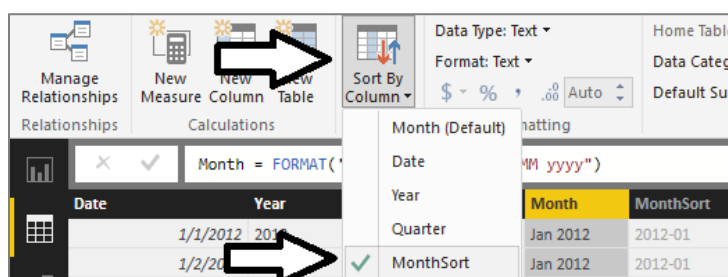 Manage Relationships
New Measure
New Column
New Table
Sort By Column
Data Type: Text
Format: Text
$ % , .00 Auto
Home Tabl
Data Categ
Default Su
Relationships
Calculations
matting
Month (Default)
Date
Year
Quarter
MonthSort
Month = FORMAT(' MM yyyy")
Date Year Month MonthSort
1/1/2012 Jan 2012 2012-01
1/2/20 Jan 2012 2012-01